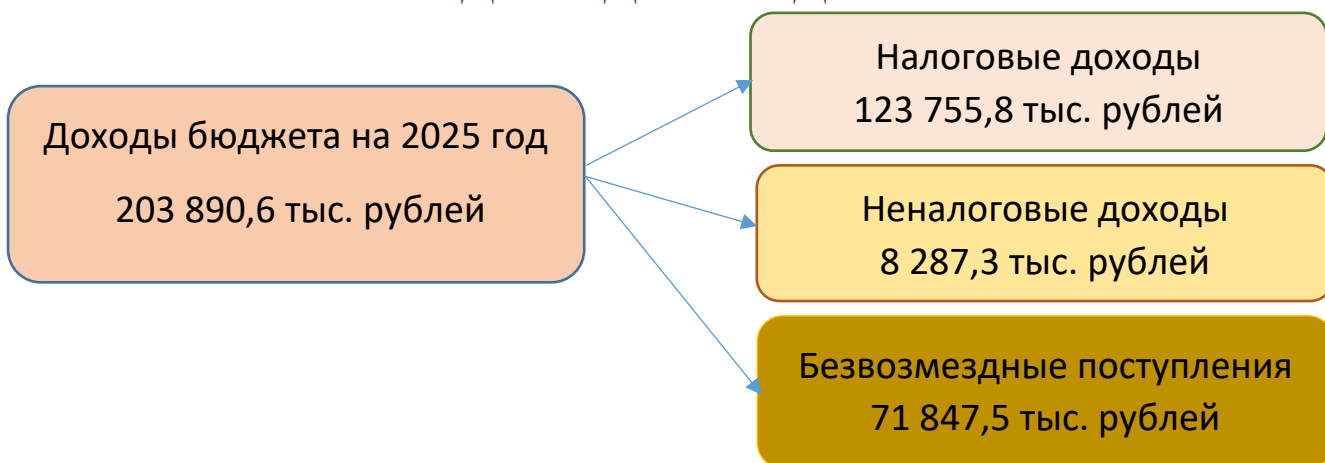 Доходы бюджета на 2025 год
203 890,6 тыс. рублей
Налоговые доходы
123 755,8 тыс. рублей
Неналоговые доходы
8 287,3 тыс. рублей
Безвозмездные поступления
71 847,5 тыс. рублей